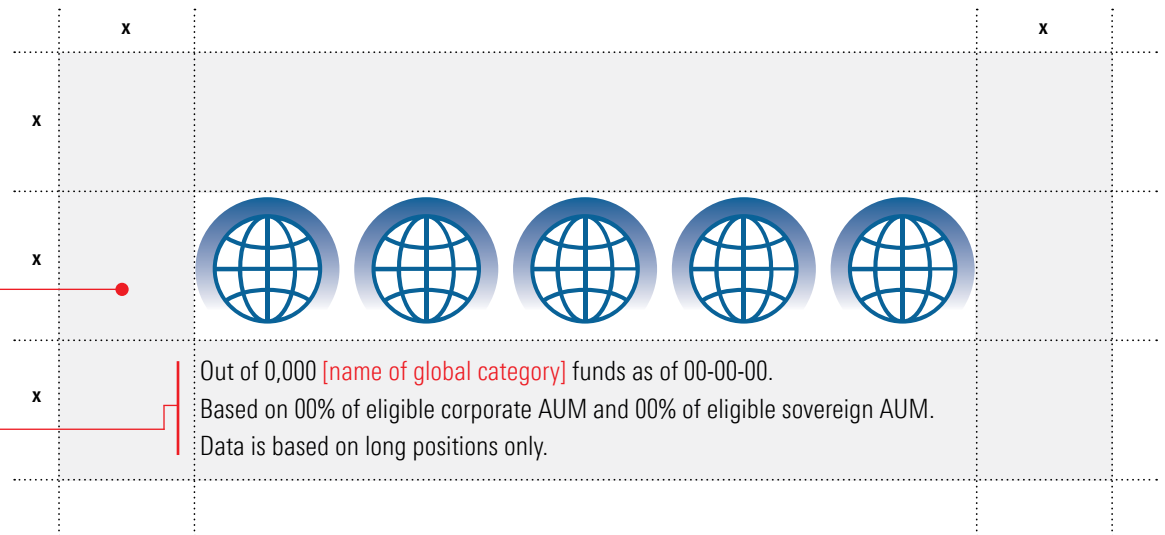 x x
x
x
x
Out of 0,000 [name of global category] funds as of 00-00-00.
Based on 00% of eligible corporate AUM and 00% of eligible sovereign AUM.
Data is based on long positions only.